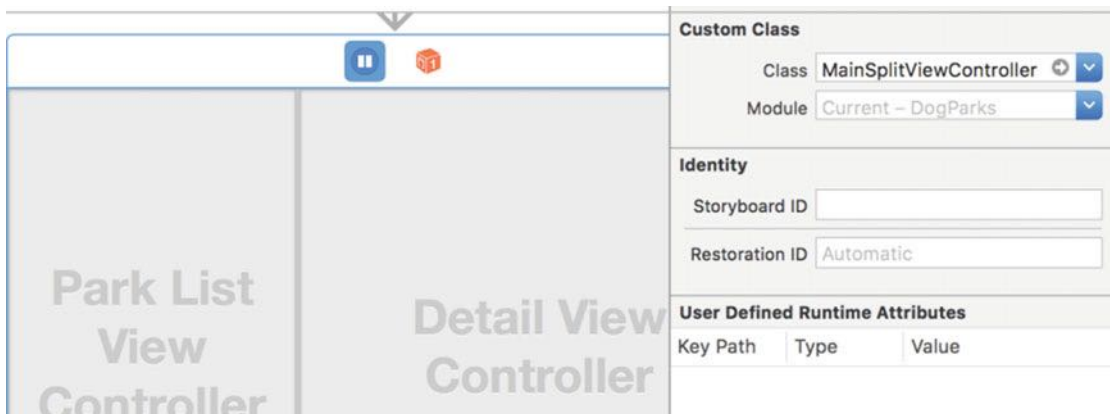 Park List
View
Controller
Detail View
Controller
Custom Class
Class MainSplitViewController
Module Current – DogParks
Identity
Storyboard ID
Restoration ID Automatic
User Defined Runtime Attributes
Key Path Type Value